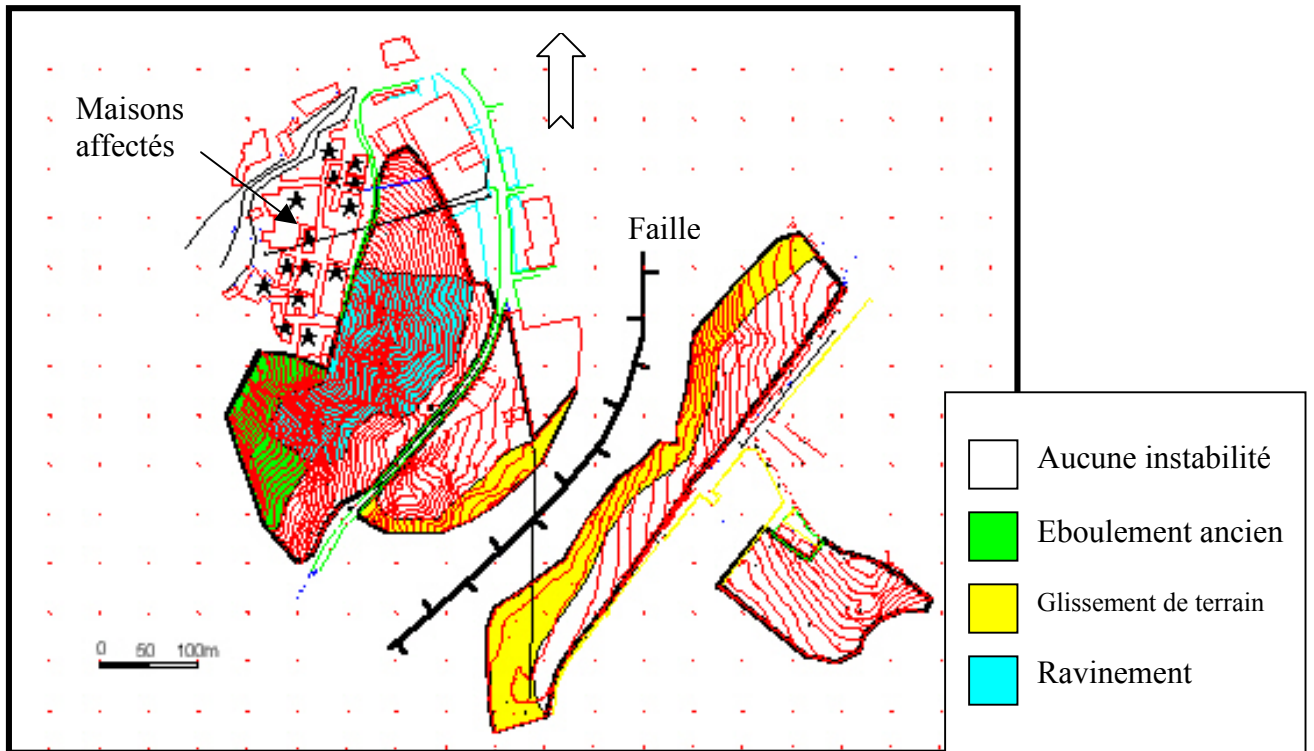 Maisons
affectés
Faille
0 50 100m
Aucune instabilité
Eboulement ancien
Glissement de terrain
Ravinement